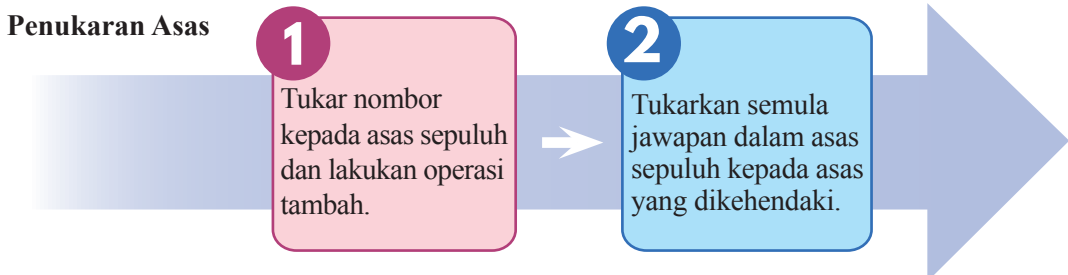 Penukaran Asas
1
Tukar nombor
kepada asas sepuluh
dan lakukan operasi
tambah.
2
Tukarkan semula
jawapan dalam asas
sepuluh kepada asas
yang dikehendaki.